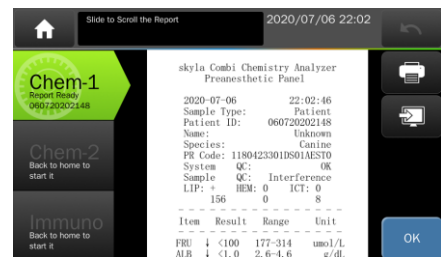 Slide to Scroll the Report
2020/07/06 22:02
Chem-1
Report Ready
060720202148
Chem-2
Back to home to
start it
Immuno
Back to home to
start it
skyla Combi Chemistry Analyzer
Preanesthetic Panel
2020-07-06 22:02:46
Sample Type: Patient
Patient ID: 060720202148
Name: Unknown
Species: Canine
PR Code: 1180423301DS01AEST0
System QC: OK
Sample QC: Interference
LIP: + HEM: 0 ICT: 0
156 0 8
Item Result Range Unit
FRU ↓ <100 177-314 umol/L
ALB ↓ <1.0 2.6-4.6 g/dL
OK